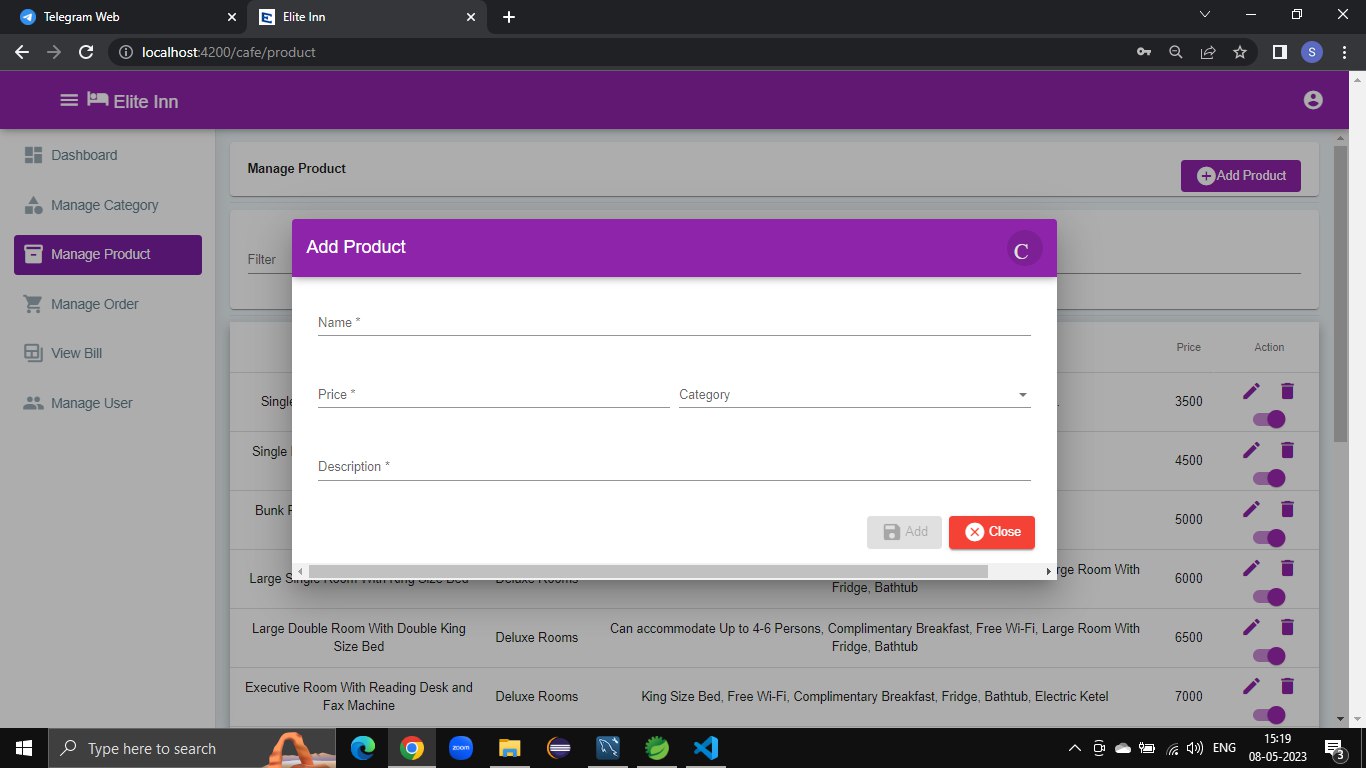 Telegram Web
Elite Inn
localhost:4200/cafe/product
S
Elite Inn
Dashboard
Manage Category
Manage Product
Manage Order
View Bill
Manage User
Manage Product
Add Product
Filter
Add Product
C
Name *
Price *
Category
Description *
Add
Close
Price
Action
Single
3500
Single
4500
Bunk
5000
Large Single Room With King Size Bed
Deluxe Rooms
Room With
Fridge, Bathtub
6000
Large Double Room With Double King
Size Bed
Deluxe Rooms
Can accommodate Up to 4-6 Persons, Complimentary Breakfast, Free Wi-Fi, Large Room With
Fridge, Bathtub
6500
Executive Room With Reading Desk and
Fax Machine
Deluxe Rooms
King Size Bed, Free Wi-Fi, Complimentary Breakfast, Fridge, Bathtub, Electric Ketel
7000
Type here to search
zoom
ENG
15:19
08-05-2023
3